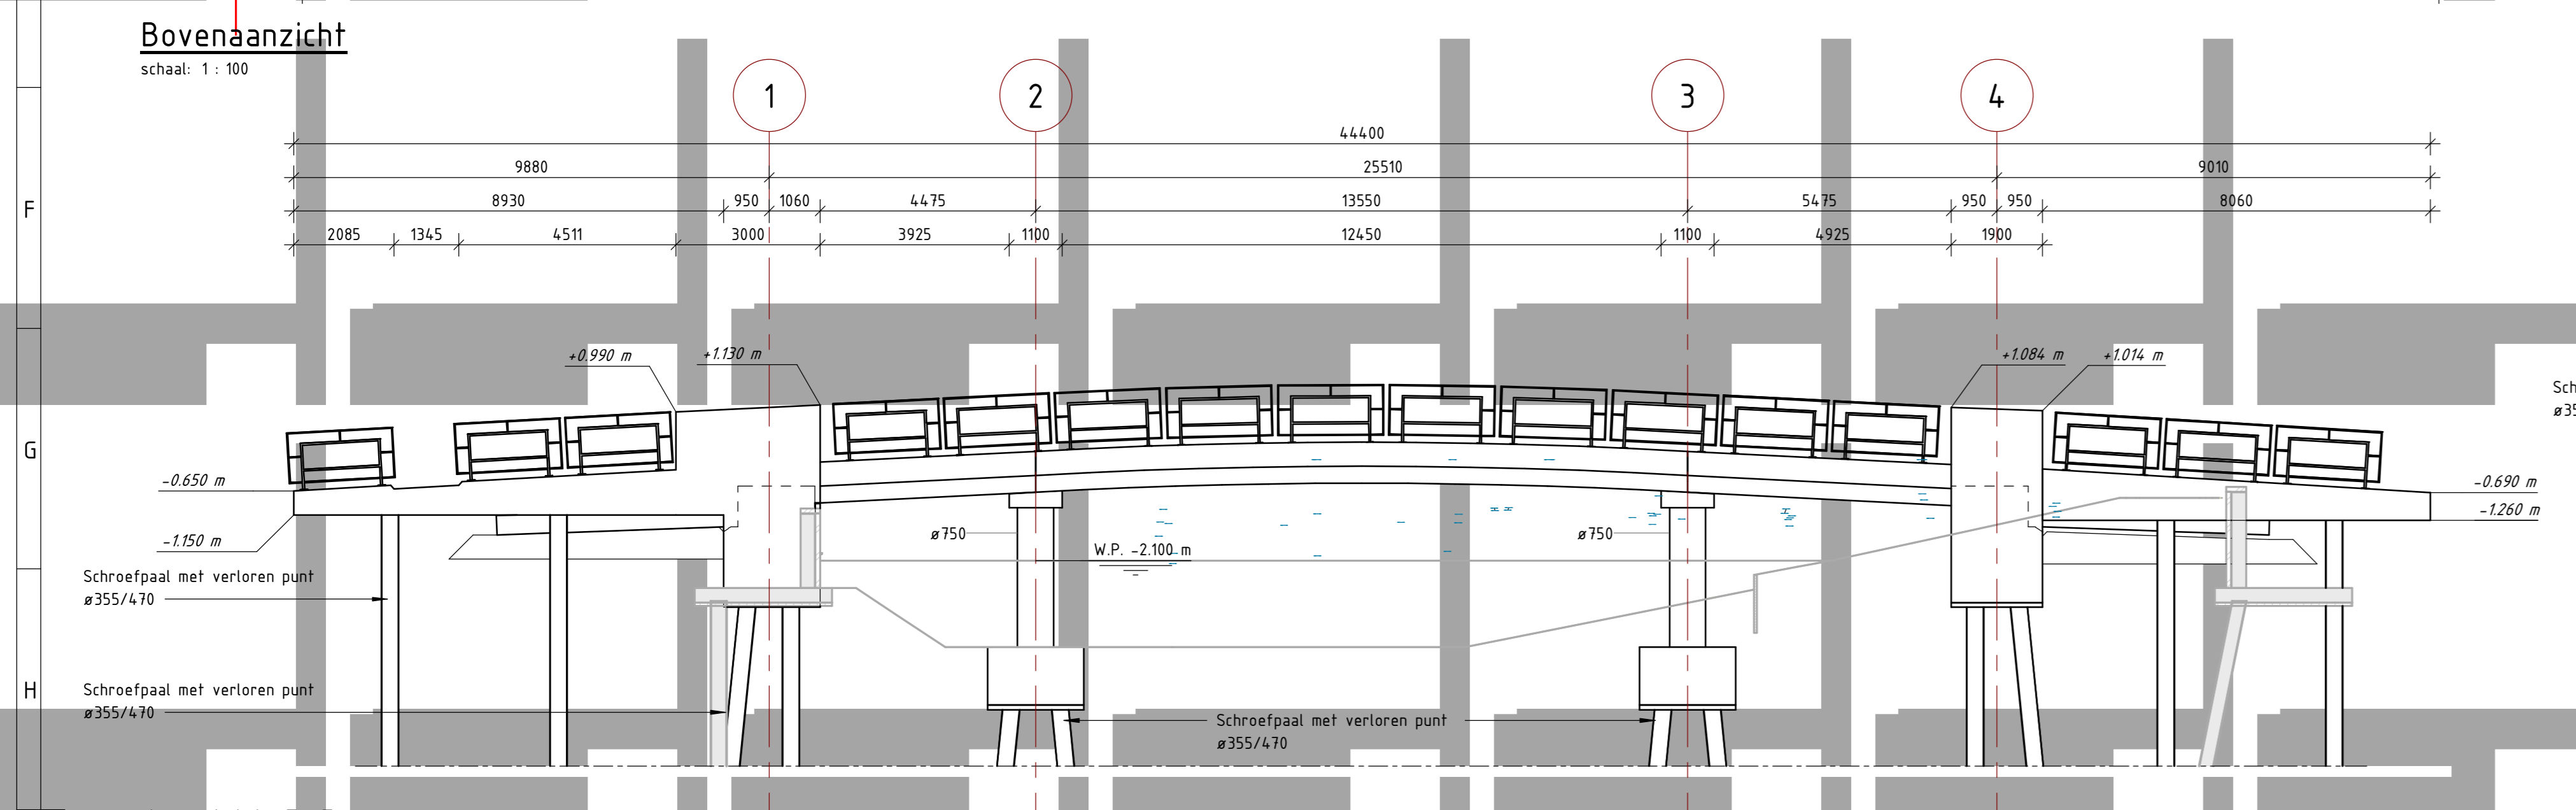 Bovenaanzicht
schaal: 1 : 100
1 2 3 4
44400
9880 25510 9010
8930 950 1060 4475 13550 5475 950 950 8060
2085 1345 4511 3000 3925 1100 12450 1100 4925 1900
F
+0.990 m +1.130 m +1.084 m +1.014 m
Sch
ø35
G
-0.650 m -0.690 m
-1.260 m
-1.150 m ø750 ø750
W.P. -2.100 m
Schroefpaal met verloren punt
ø355/470
H
Schroefpaal met verloren punt
ø355/470
Schroefpaal met verloren punt
ø355/470